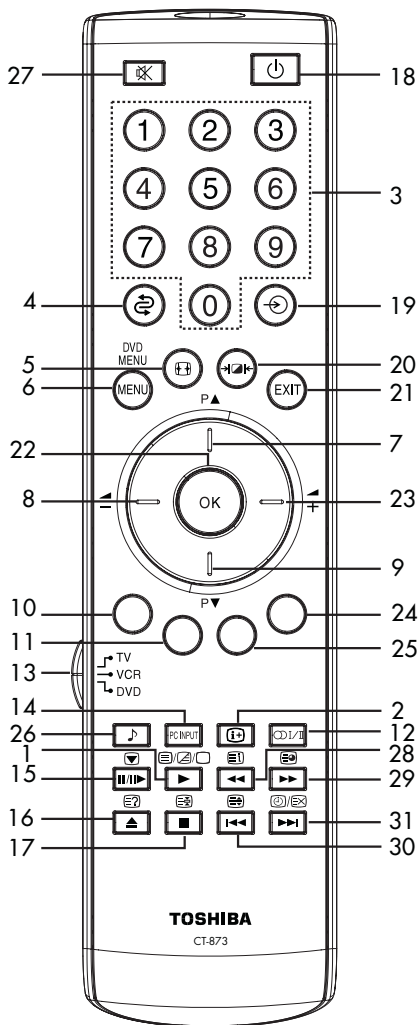 27
18
1 2 3
4 5 6
3
7 8 9
4
0
19
DVD
MENU
5
20
6
MENU
EXIT
21
P▲
22
7
8
OK
23
−
+
9
10
P▼
24
11
25
13
TV
VCR
DVD
14
2
26
PC INPUT
i+
I/II
12
1
28
15
29
16
31
17
30
TOSHIBA
CT-873